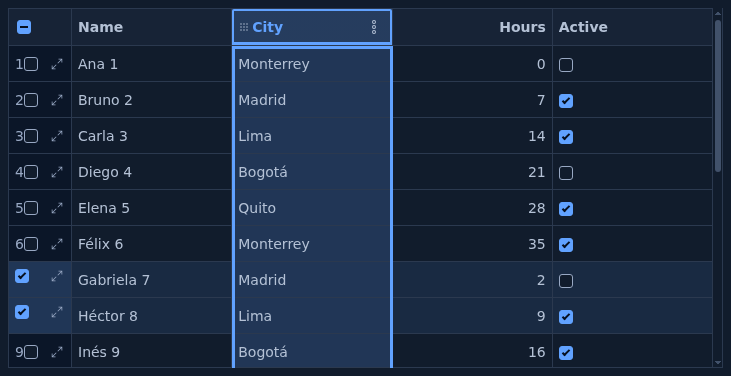 Name City Hours Active
1 Ana 1 Monterrey 0
2 Bruno 2 Madrid 7
3 Carla 3 Lima 14
4 Diego 4 Bogotá 21
5 Elena 5 Quito 28
6 Félix 6 Monterrey 35
Gabriela 7 Madrid 2
Héctor 8 Lima 9
9 Inés 9 Bogotá 16